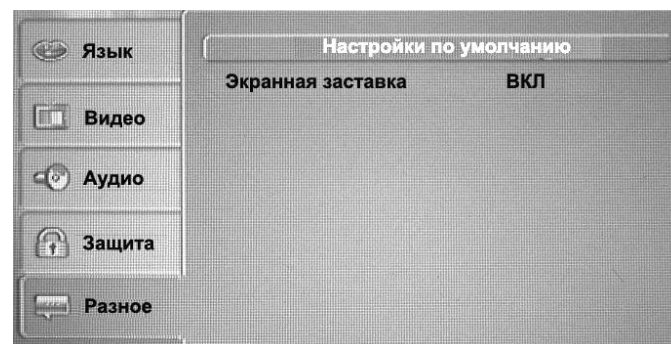 Язык
Видео
Аудио
Защита
Разное
Настройки по умолчанию
Экранная заставка ВКЛ